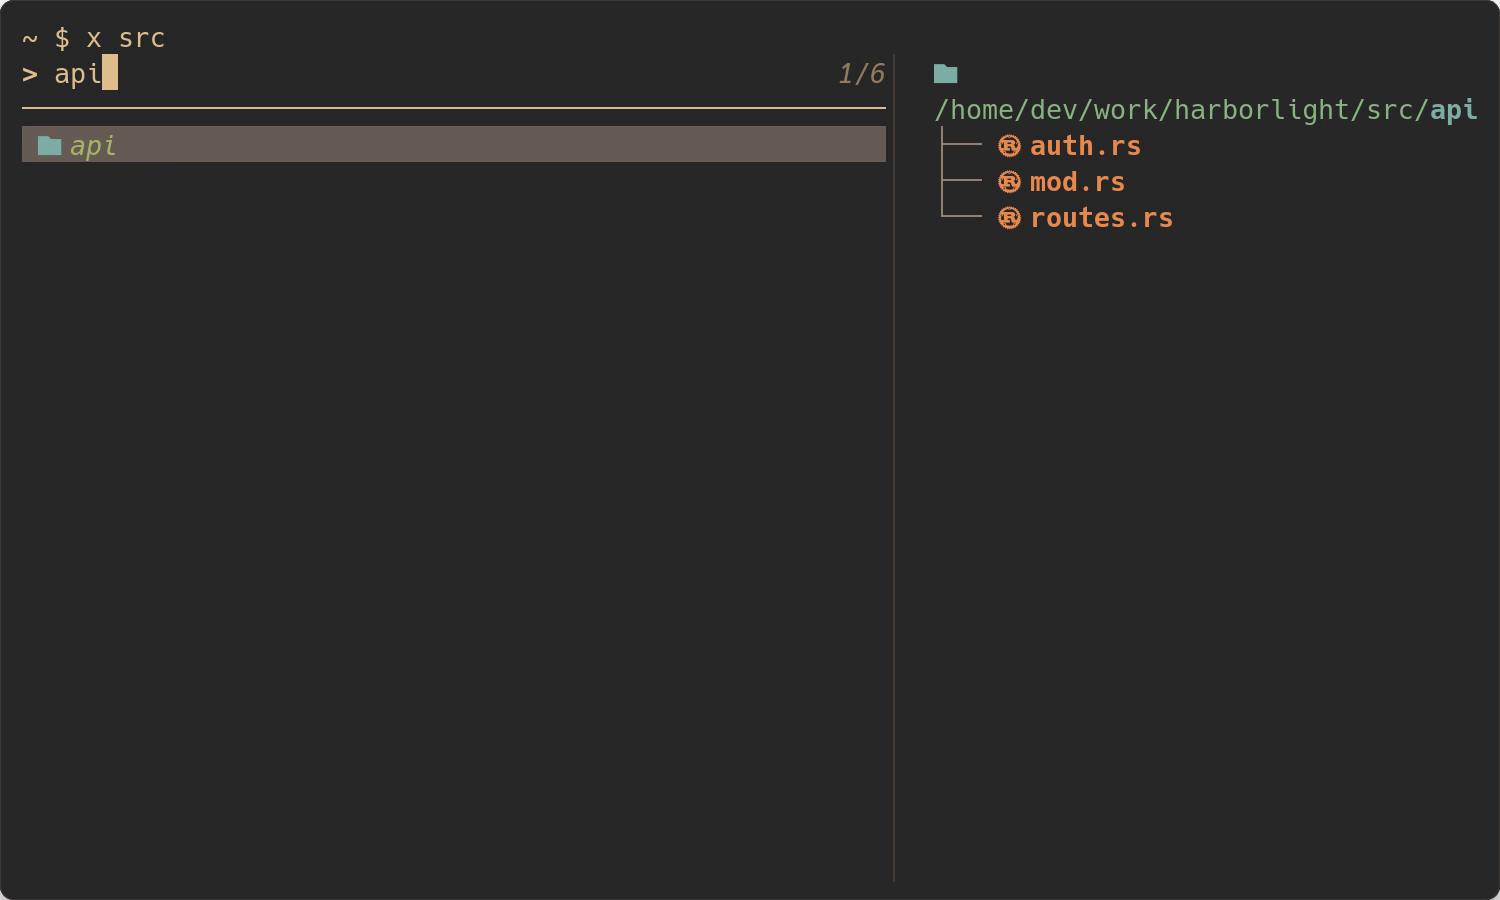 ~ $ x src
> api 1/6
api
/home/dev/work/harborlight/src/api
auth.rs
mod.rs
routes.rs